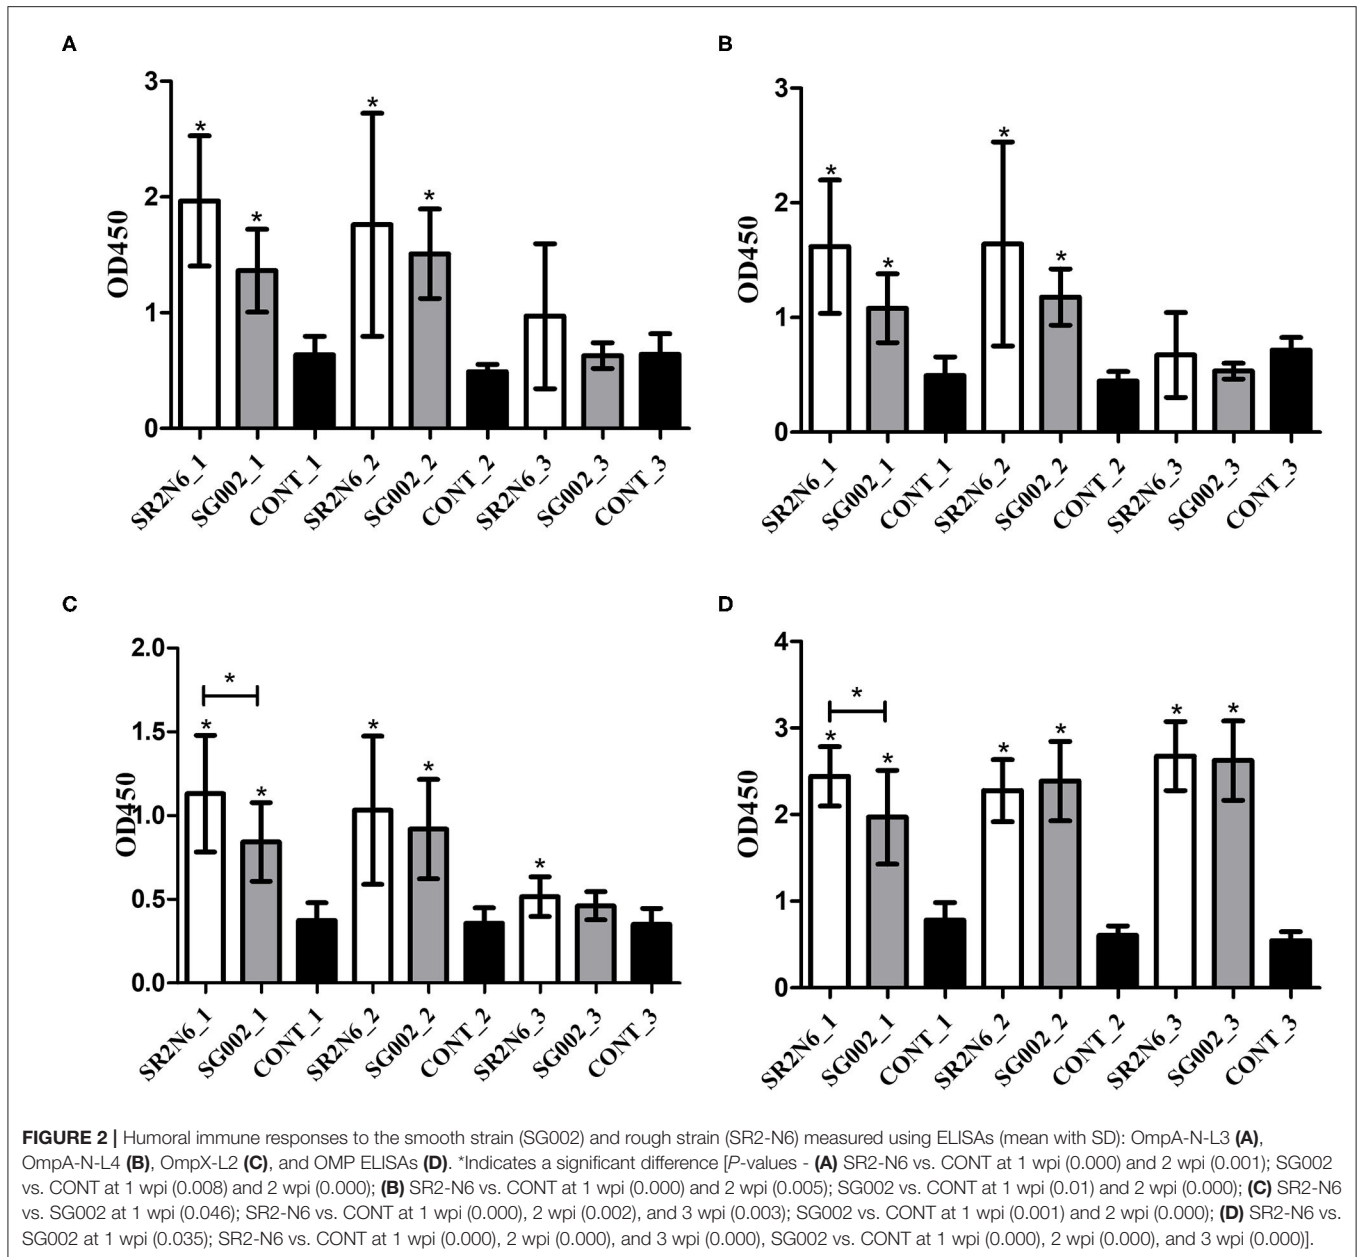 A
3
2
1
0
OD450
*
*
*
*
SR2N6_1
SG002_1
CONT_1
SR2N6_2
SG002_2
CONT_2
SR2N6_3
SG002_3
CONT_3
B
3
2
1
0
OD450
*
*
*
*
SR2N6_1
SG002_1
CONT_1
SR2N6_2
SG002_2
CONT_2
SR2N6_3
SG002_3
CONT_3
C
2.0
1.5
1.0
0.5
0.0
OD450
*
*
*
*
*
*
SR2N6_1
SG002_1
CONT_1
SR2N6_2
SG002_2
CONT_2
SR2N6_3
SG002_3
CONT_3
D
4
3
2
1
0
OD450
*
*
*
*
*
*
*
SR2N6_1
SG002_1
CONT_1
SR2N6_2
SG002_2
CONT_2
SR2N6_3
SG002_3
CONT_3
FIGURE 2 | Humoral immune responses to the smooth strain (SG002) and rough strain (SR2-N6) measured using ELISAs (mean with SD): OmpA-N-L3 (A),
OmpA-N-L4 (B), OmpX-L2 (C), and OMP ELISAs (D). *Indicates a significant difference [P-values - (A) SR2-N6 vs. CONT at 1 wpi (0.000) and 2 wpi (0.001); SG002
vs. CONT at 1 wpi (0.008) and 2 wpi (0.000); (B) SR2-N6 vs. CONT at 1 wpi (0.000) and 2 wpi (0.005); SG002 vs. CONT at 1 wpi (0.01) and 2 wpi (0.000); (C) SR2-N6
vs. SG002 at 1 wpi (0.046); SR2-N6 vs. CONT at 1 wpi (0.000), 2 wpi (0.002), and 3 wpi (0.003); SG002 vs. CONT at 1 wpi (0.001) and 2 wpi (0.000); (D) SR2-N6 vs.
SG002 at 1 wpi (0.035); SR2-N6 vs. CONT at 1 wpi (0.000), 2 wpi (0.000), and 3 wpi (0.000), SG002 vs. CONT at 1 wpi (0.000), 2 wpi (0.000), and 3 wpi (0.000)].